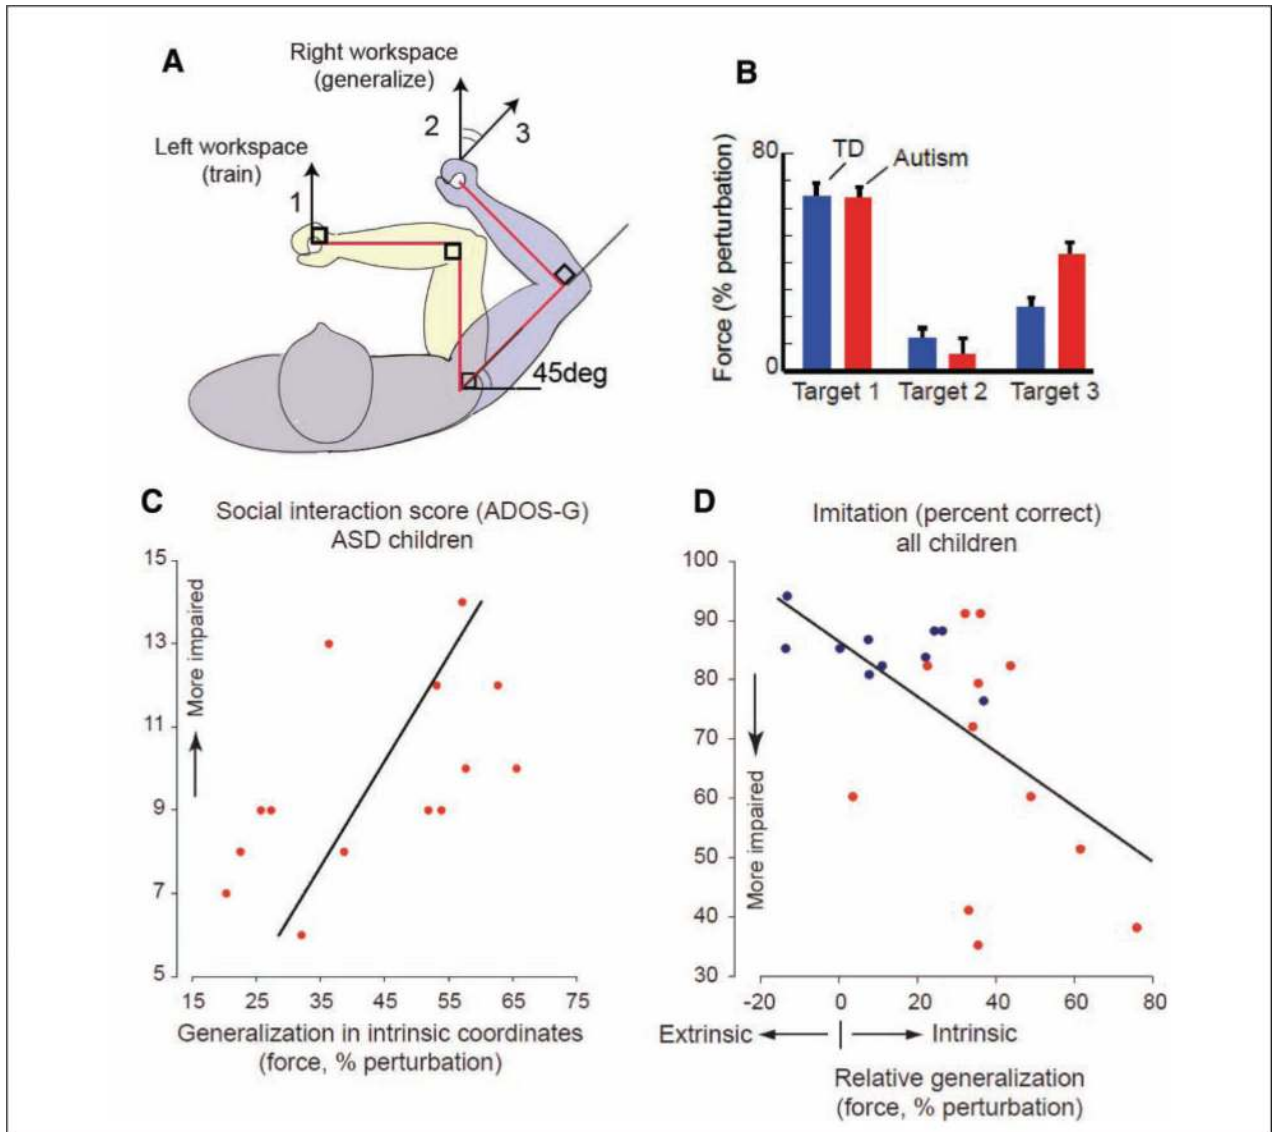 A
Right workspace
(generalize)
2
3
Left workspace
(train)
1
45deg
B
Force (% perturbation)
80
0
TD
Autism
Target 1
Target 2
Target 3
C
Social interaction score (ADOS-G)
ASD children
15
13
11
9
7
5
More impaired
15 25 35 45 55 65 75
Generalization in intrinsic coordinates
(force, % perturbation)
D
Imitation (percent correct)
all children
100
90
80
70
60
50
40
30
More impaired
-20 0 20 40 60 80
Extrinsic
Intrinsic
Relative generalization
(force, % perturbation)